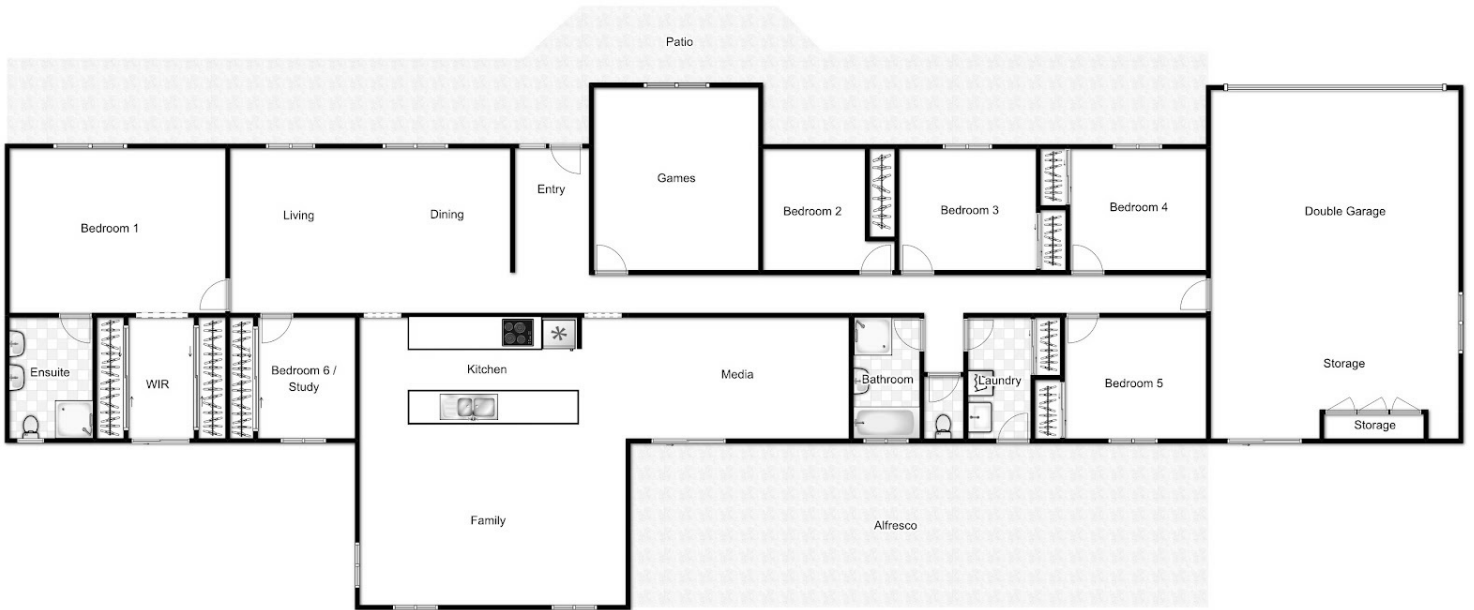 Patio
Games
Entry
Bedroom 2
Bedroom 3
Bedroom 4
Double Garage
Living
Dining
Bedroom 1
Storage
Ensuite
WIR
Bedroom 6 /
Study
Kitchen
Media
Bathroom
Laundry
Bedroom 5
Storage
Family
Alfresco